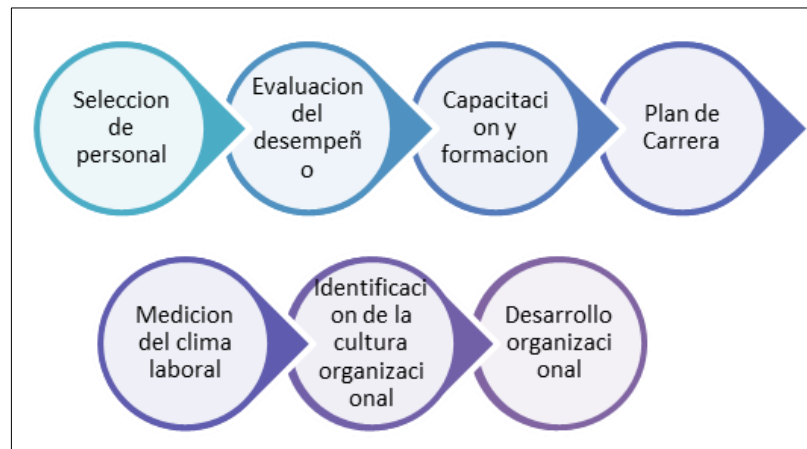 Seleccion
de
personal
Evaluacion
del
desempeñ
o
Capacitaci
on y
formacion
Plan de
Carrera
Medicion
del clima
laboral
Identificaci
on de la
cultura
organizaci
onal
Desarrollo
organizaci
onal